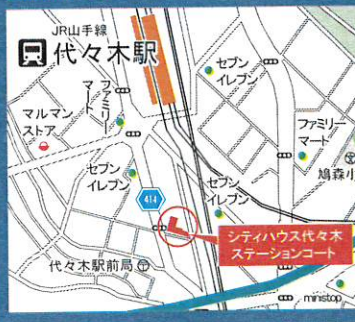 JR山手線
代々木駅
セブン
イレブン
ファミリー
マート
マルマン
ストア
ファミリー
マート
鳩森小
セブン
イレブン
414
セブン
イレブン
シティハウス代々木
ステーションコート
代々木駅前局
ministop